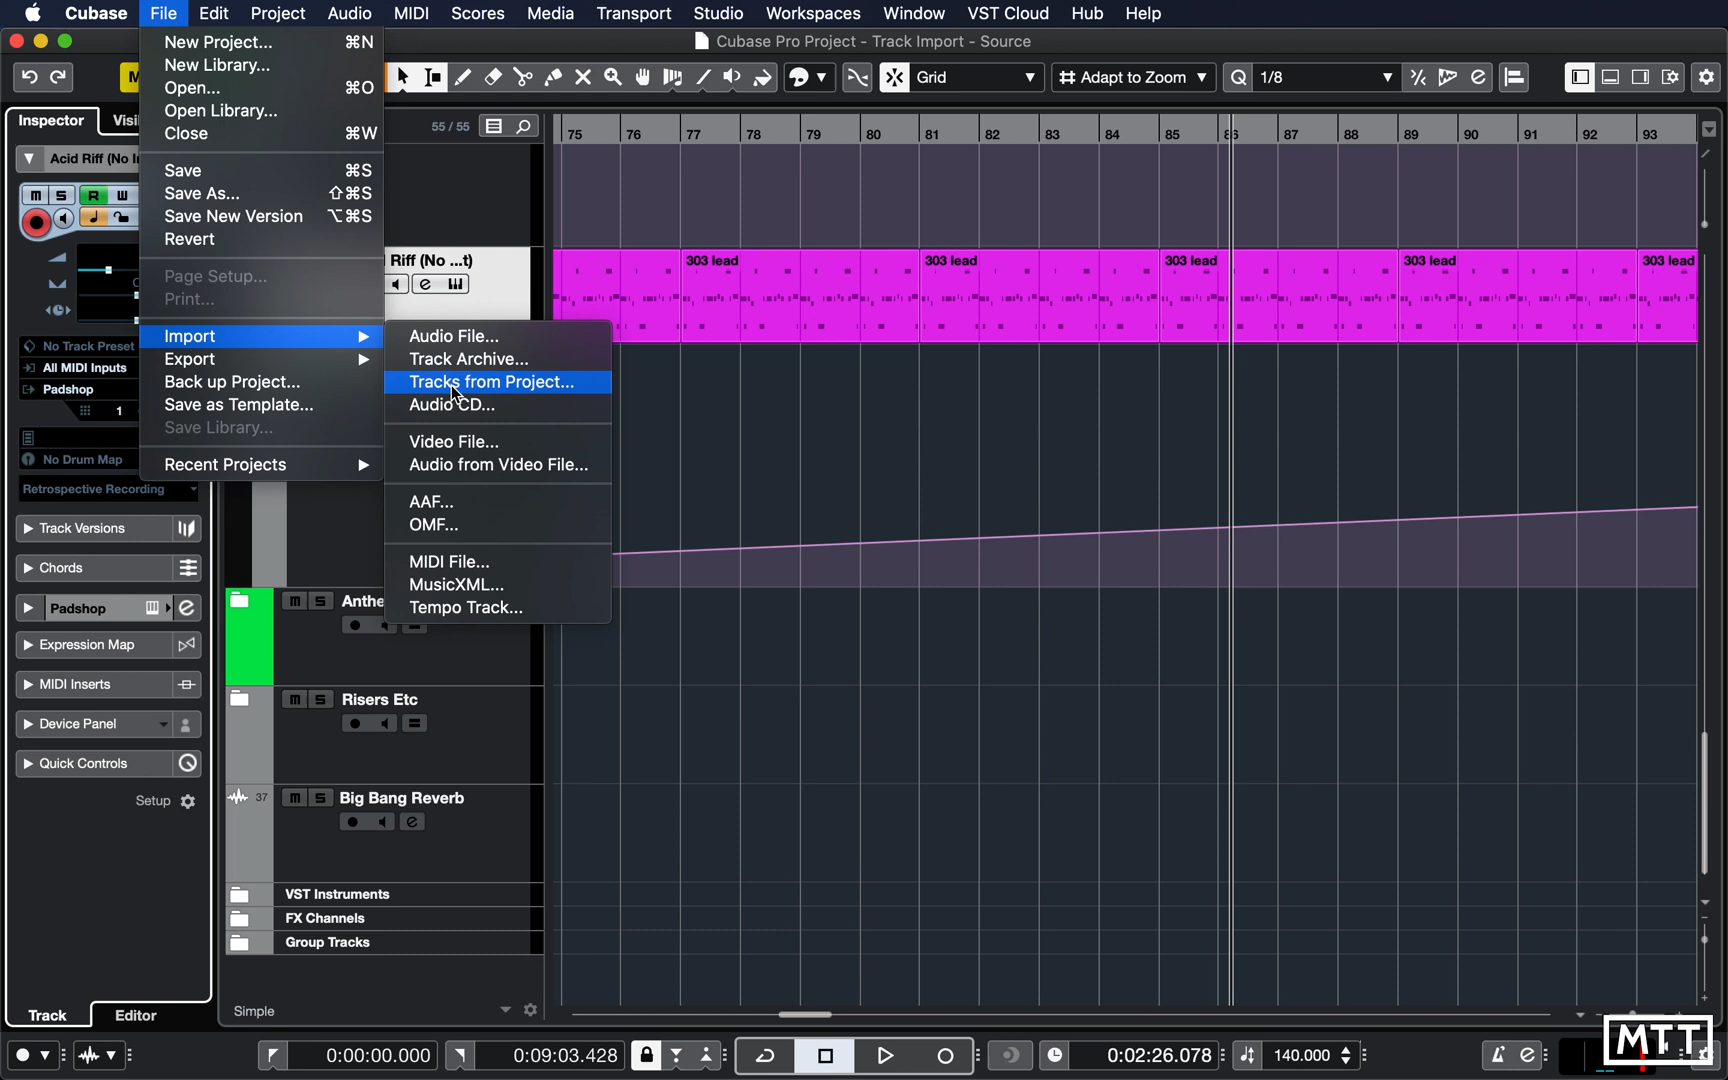 Cubase File Edit Project Audio MIDI Scores Media Transport Studio Workspaces Window VST Cloud Hub Help
Cubase Pro Project - Track Import - Source
New Project... ⌘N
New Library...
Open... ⌘O
Open Library...
Close ⌘W
Save ⌘S
Save As... ⇧⌘S
Save New Version ⌥⌘S
Revert
Page Setup...
Print...
Import
Export
Back up Project...
Save as Template...
Save Library...
Recent Projects
Audio File...
Track Archive...
Tracks from Project...
Audio CD...
Video File...
Audio from Video File...
AAF...
OMF...
MIDI File...
MusicXML...
Tempo Track...
Grid Adapt to Zoom Q 1/8
Inspector Visi
55 / 55
75 76 77 78 79 80 81 82 83 84 85 86 87 88 89 90 91 92 93
Acid Riff (No I
M S R W
Riff (No ...t)
303 lead 303 lead 303 lead 303 lead 303 lead
No Track Preset
All MIDI Inputs
Padshop
1
No Drum Map
Retrospective Recording
Track Versions
Chords
Padshop
Expression Map
MIDI Inserts
Device Panel
Quick Controls
Setup
M S Anthe
M S Risers Etc
37 M S Big Bang Reverb
VST Instruments
FX Channels
Group Tracks
Simple
Track Editor
0:00:00.000 0:09:03.428 0:02:26.078 140.000
MTT